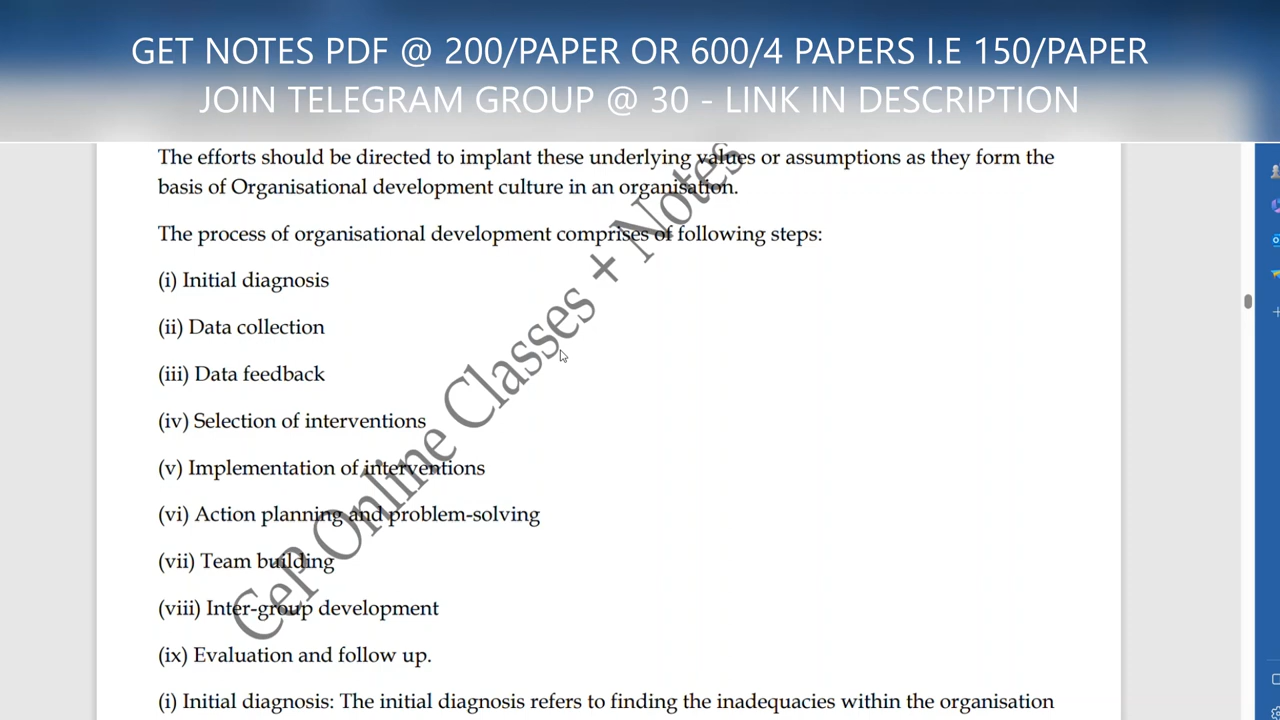 GET NOTES PDF @ 200/PAPER OR 600/4 PAPERS I.E 150/PAPER
JOIN TELEGRAM GROUP @ 30 - LINK IN DESCRIPTION
The efforts should be directed to implant these underlying values or assumptions as they form the
basis of Organisational development culture in an organisation.
The process of organisational development comprises of following steps:
(i) Initial diagnosis
(ii) Data collection
(iii) Data feedback
(iv) Selection of interventions
(v) Implementation of interventions
(vi) Action planning and problem-solving
(vii) Team building
(viii) Inter-group development
(ix) Evaluation and follow up.
(i) Initial diagnosis: The initial diagnosis refers to finding the inadequacies within the organisation
CeP Online Classes + Notes